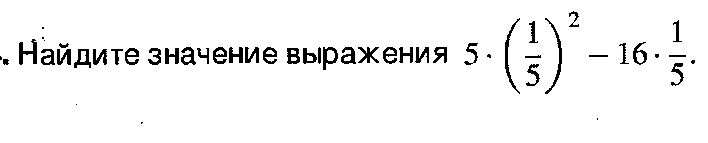 . Найдите значение выражения 5 · (1/5)² − 16 · 1/5.